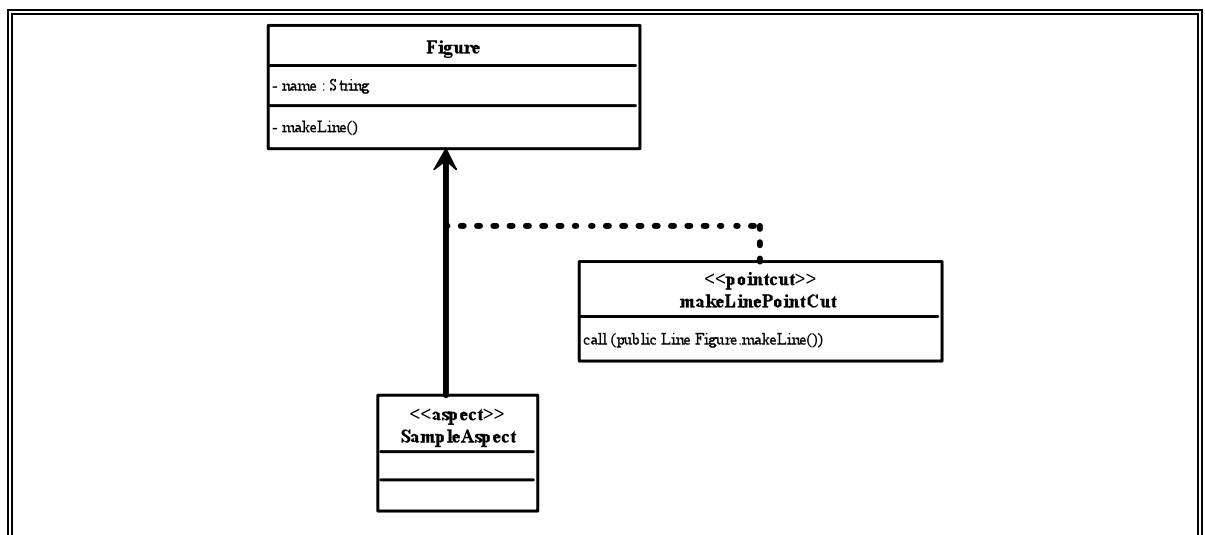 Figure
- name : String
- makeLine()
<<pointcut>>
makeLinePointCut
call (public Line Figure.makeLine())
<<aspect>>
SampleAspect